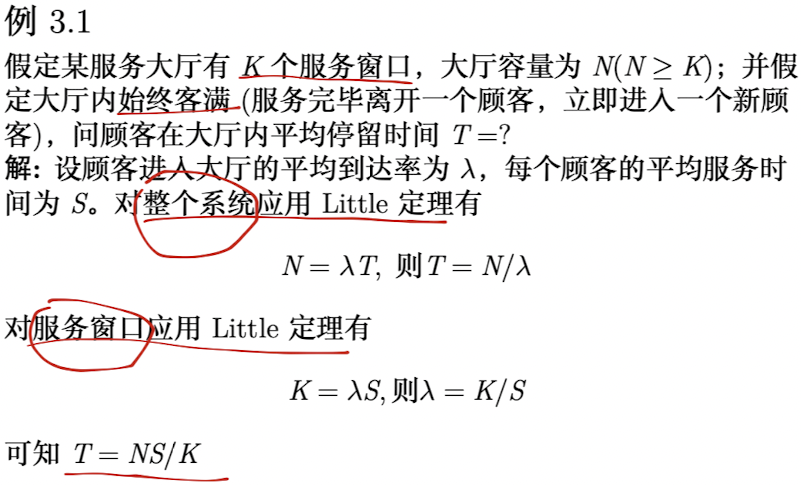 例 3.1
假定某服务大厅有 K 个服务窗口，大厅容量为 N(N ≥ K)；并假
定大厅内始终客满 (服务完毕离开一个顾客，立即进入一个新顾
客)，问顾客在大厅内平均停留时间 T =?
解: 设顾客进入大厅的平均到达率为 λ，每个顾客的平均服务时
间为 S。对整个系统应用 Little 定理有
N = λT, 则 T = N/λ
对服务窗口应用 Little 定理有
K = λS, 则λ = K/S
可知 T = NS/K